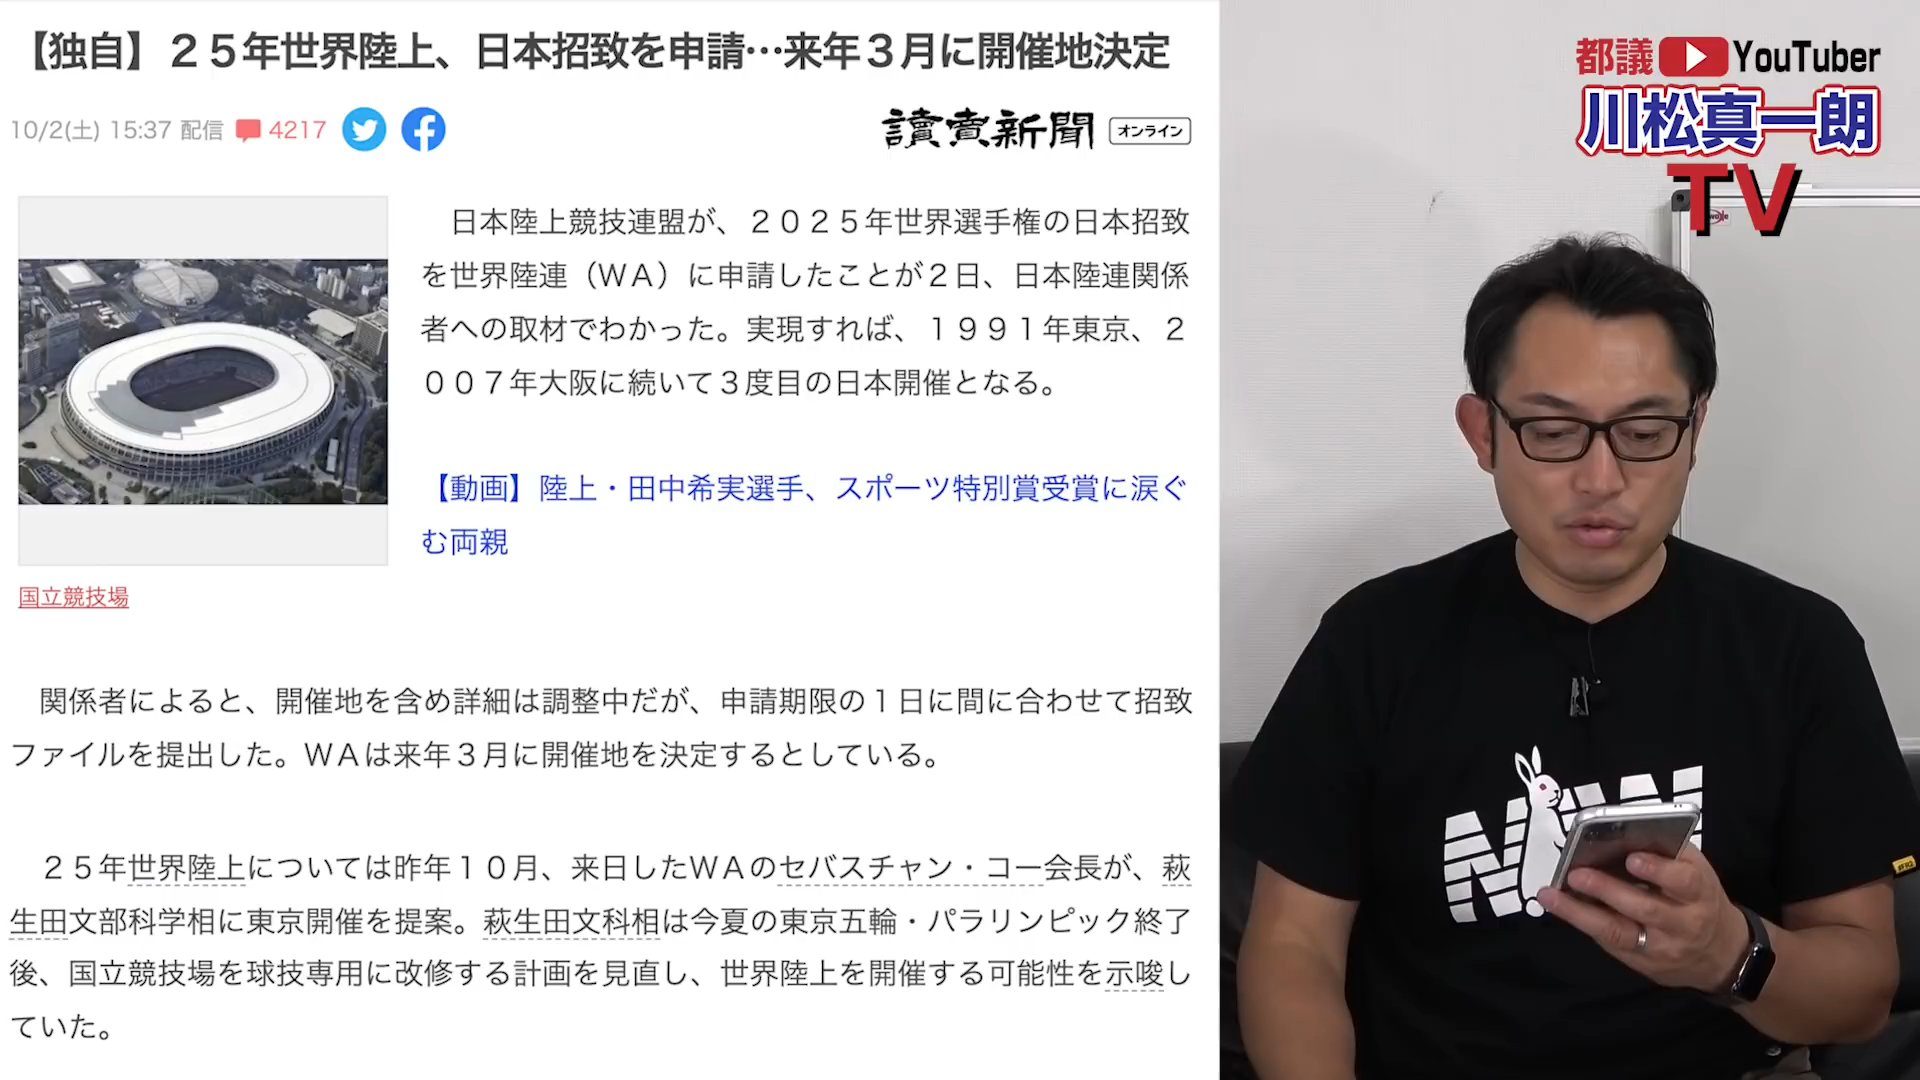 【独自】２５年世界陸上、日本招致を申請…来年３月に開催地決定
10/2(土) 15:37 配信 4217
讀賣新聞 オンライン
日本陸上競技連盟が、２０２５年世界選手権の日本招致
を世界陸連（ＷＡ）に申請したことが２日、日本陸連関係
者への取材でわかった。実現すれば、１９９１年東京、２
００７年大阪に続いて３度目の日本開催となる。
【動画】陸上・田中希実選手、スポーツ特別賞受賞に涙ぐ
む両親
国立競技場
関係者によると、開催地を含め詳細は調整中だが、申請期限の１日に間に合わせて招致
ファイルを提出した。ＷＡは来年３月に開催地を決定するとしている。
２５年世界陸上については昨年１０月、来日したＷＡのセバスチャン・コー会長が、萩
生田文部科学相に東京開催を提案。萩生田文科相は今夏の東京五輪・パラリンピック終了
後、国立競技場を球技専用に改修する計画を見直し、世界陸上を開催する可能性を示唆し
ていた。
都議 YouTuber
川松真一朗
TV